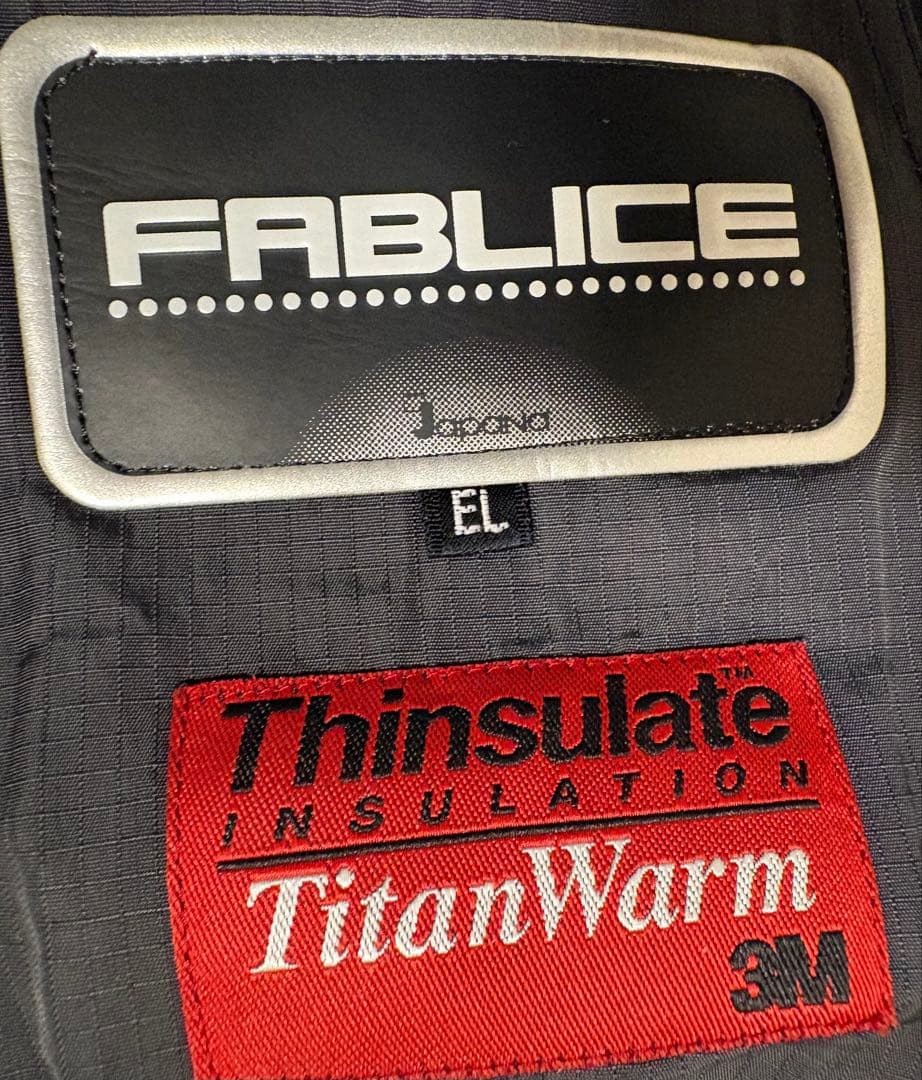 FABLICE
Japana
EL
Thinsulate™
INSULATION
TitanWarm
3M